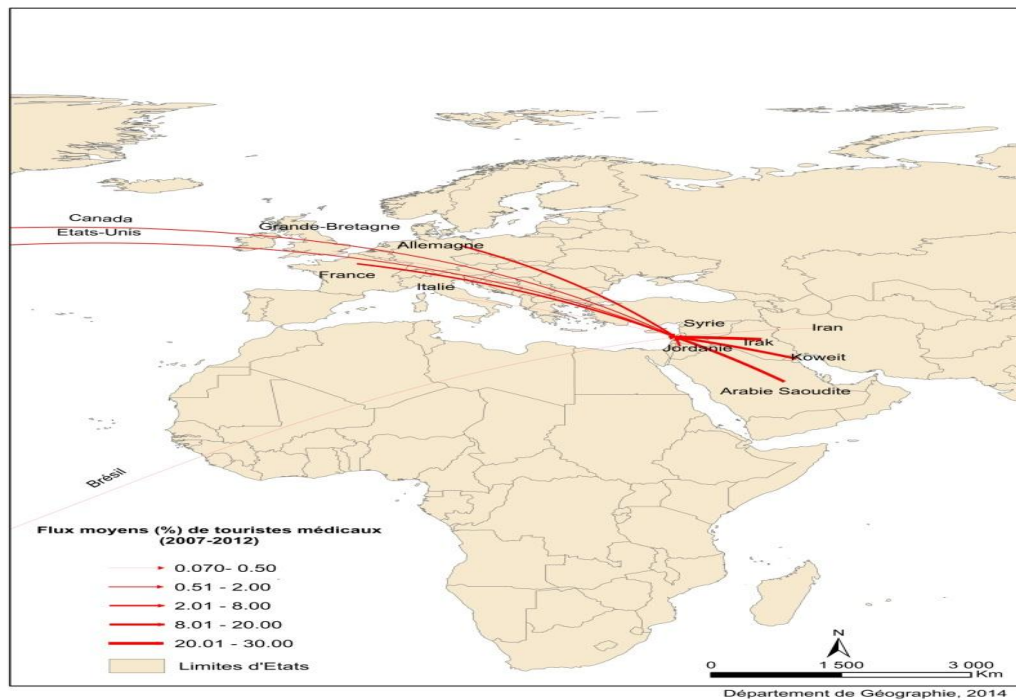 Canada
Etats-Unis
Grande-Bretagne
Allemagne
France
Italie
Syrie
Iran
Irak
Jordanie
Koweit
Arabie Saoudite
Brésil
Flux moyens (%) de touristes médicaux
(2007-2012)
0.070- 0.50
0.51 - 2.00
2.01 - 8.00
8.01 - 20.00
20.01 - 30.00
Limites d'Etats
N
0 1 500 3 000
Km
Département de Géographie, 2014